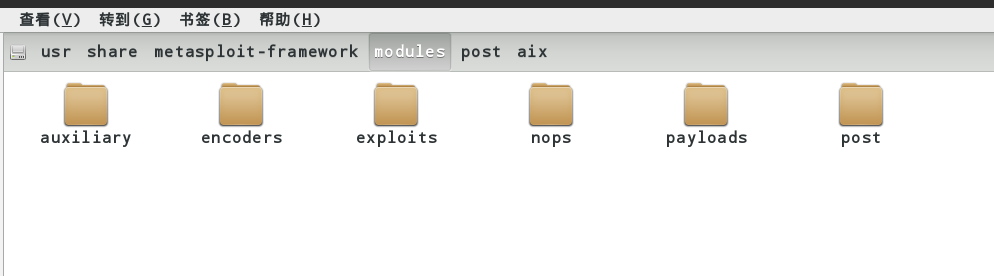 查看(V) 转到(G) 书签(B) 帮助(H)
usr share metasploit-framework modules post aix
auxiliary encoders exploits nops payloads post